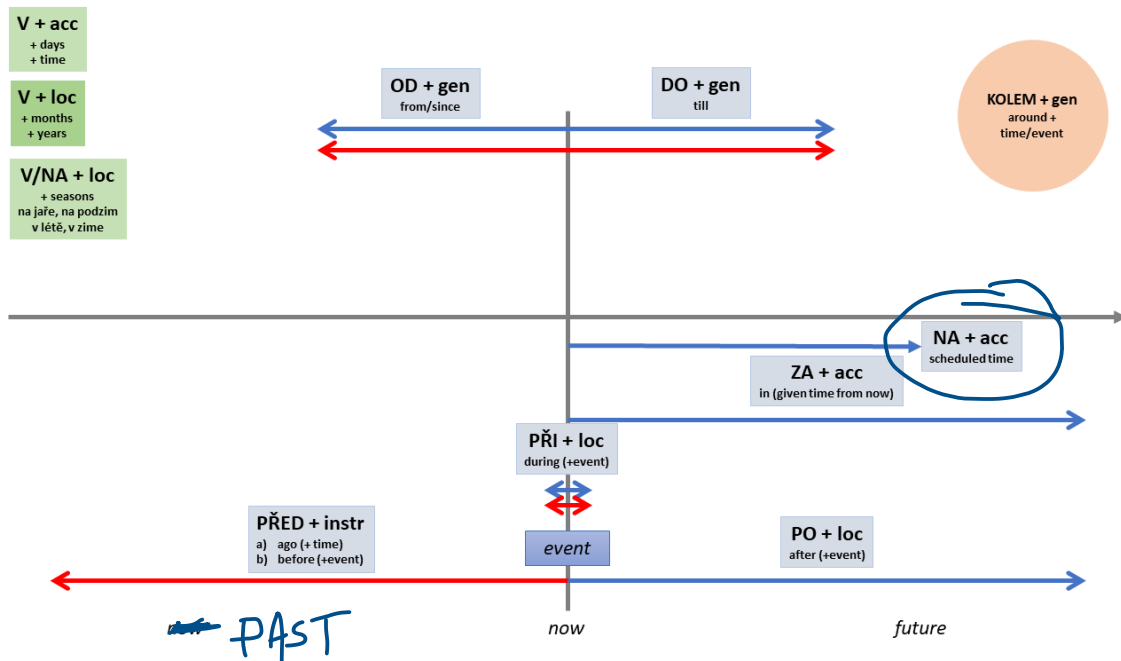 V + acc
+ days
+ time
V + loc
+ months
+ years
V/NA + loc
+ seasons
na jaře, na podzim
v létě, v zime
OD + gen
from/since
DO + gen
till
KOLEM + gen
around +
time/event
NA + acc
scheduled time
ZA + acc
in (given time from now)
PŘI + loc
during (+event)
PŘED + instr
a) ago (+ time)
b) before (+event)
event
PO + loc
after (+event)
now PAST
now
future